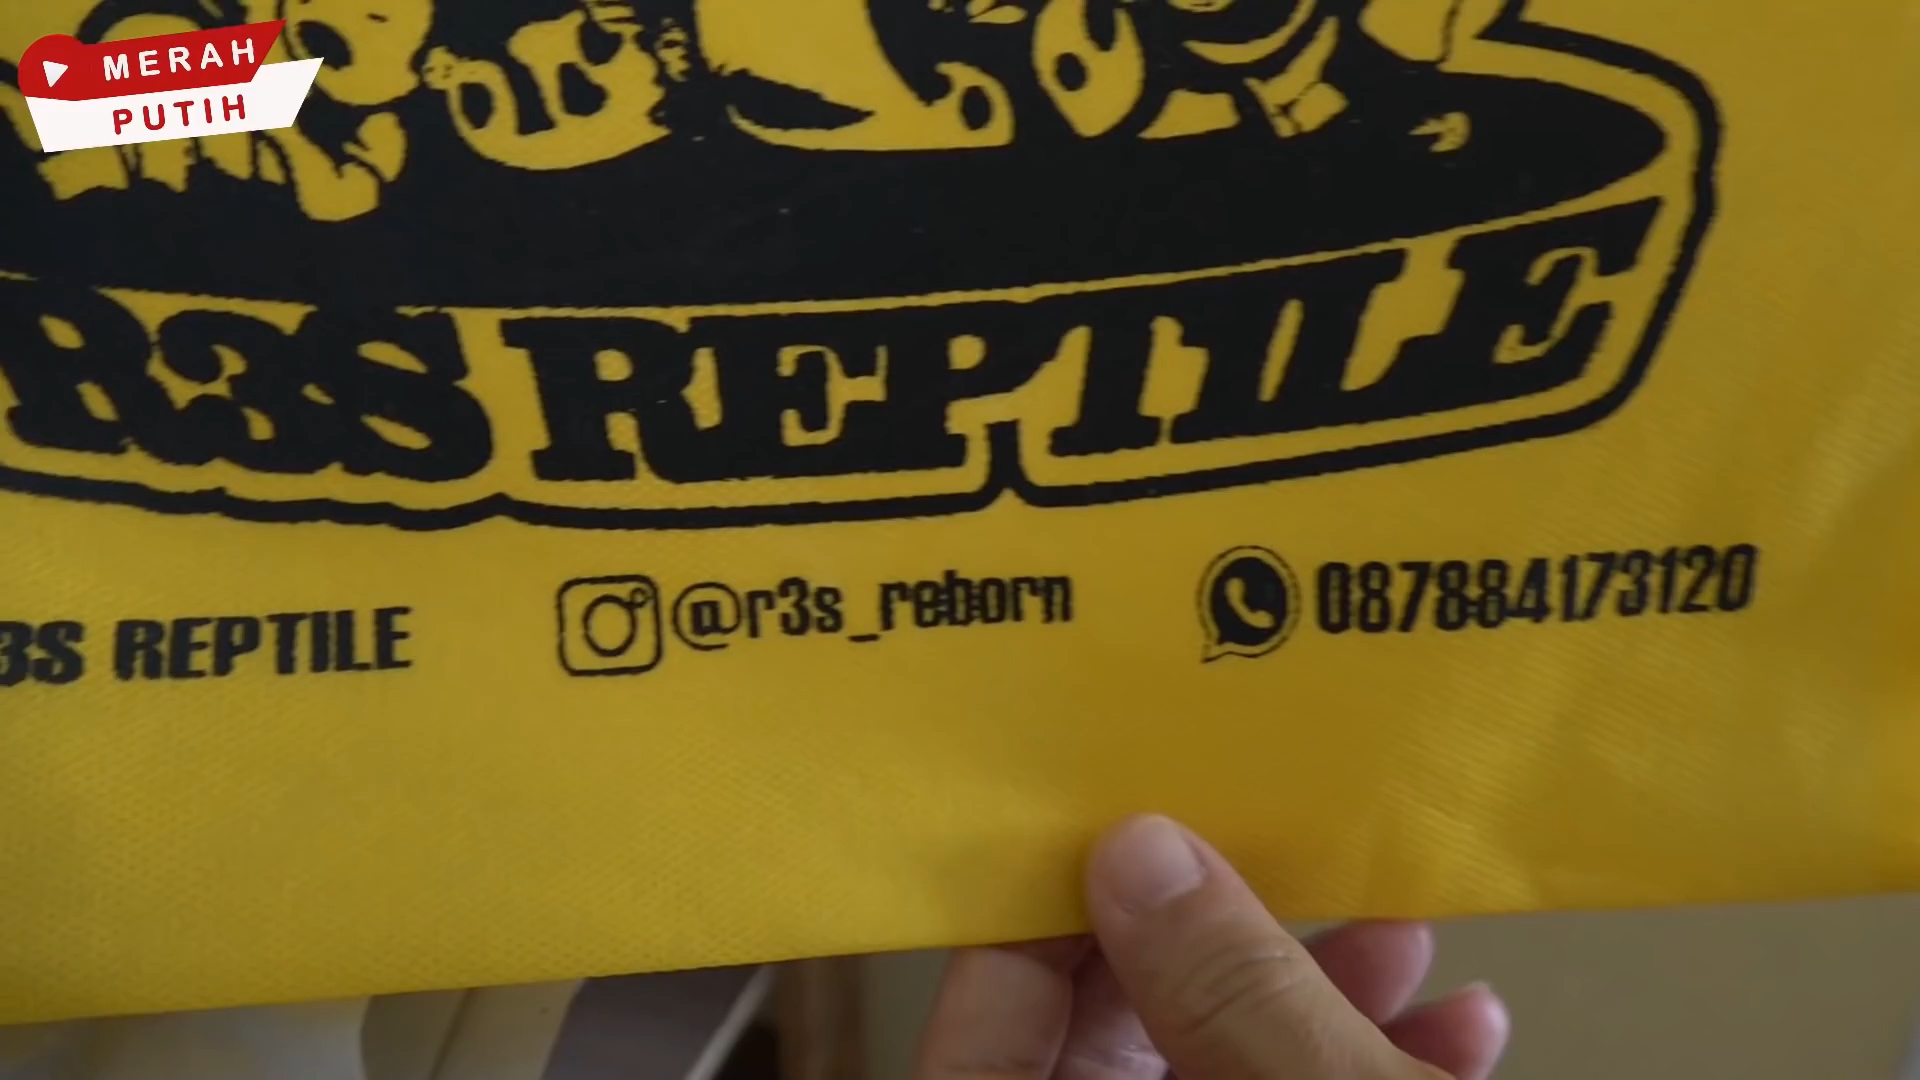 MERAH
PUTIH
R3S REPTILE
3S REPTILE
@r3s_reborn
087884173120